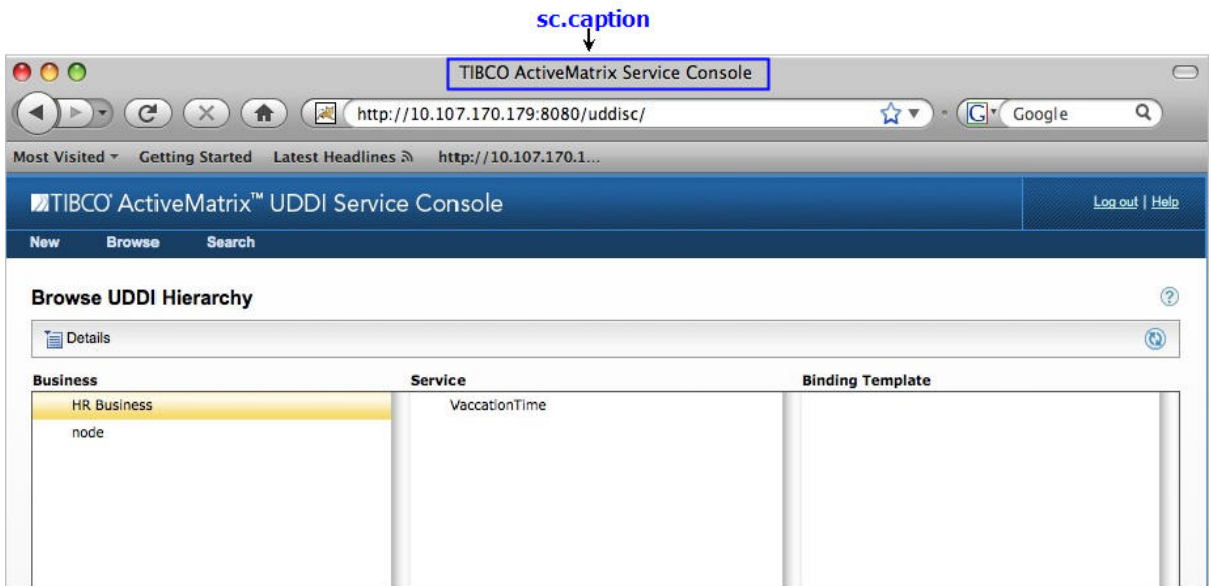 sc.caption
TIBCO ActiveMatrix Service Console
http://10.107.170.179:8080/uddisc/
G Google
Most Visited Getting Started Latest Headlines http://10.107.170.1...
TIBCO® ActiveMatrix™ UDDI Service Console
Log out | Help
New Browse Search
Browse UDDI Hierarchy
?
Details
Business Service Binding Template
HR Business VaccationTime
node